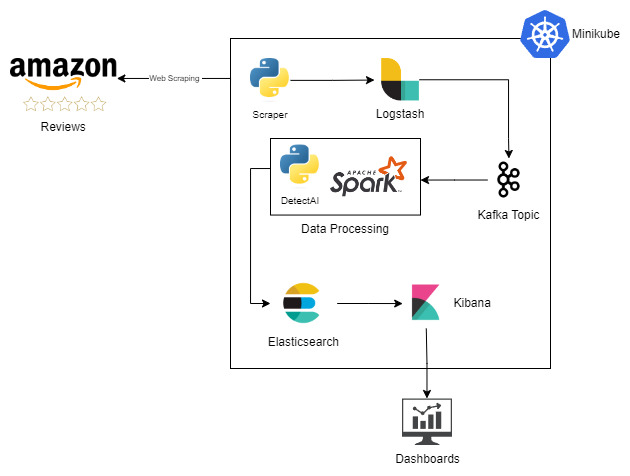 Minikube
amazon
Web Scraping
Reviews
Scraper
Logstash
APACHE
Spark
DetectAI
Data Processing
Kafka Topic
Elasticsearch
Kibana
Dashboards